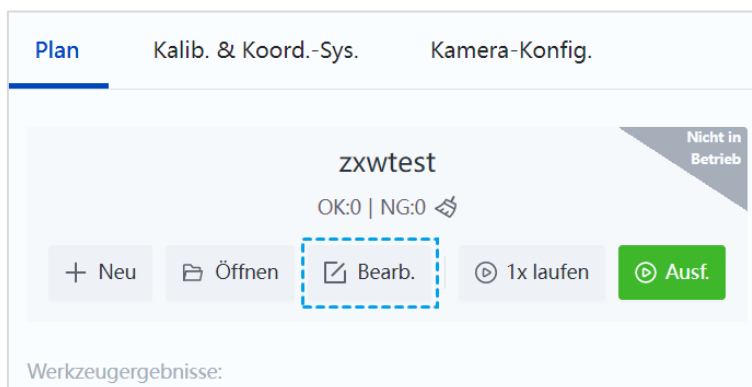 Plan Kalib. & Koord.-Sys. Kamera-Konfig.
Nicht in
Betrieb
zxwtest
OK:0 | NG:0
Neu Öffnen Bearb. 1x laufen Ausf.
Werkzeugergebnisse: